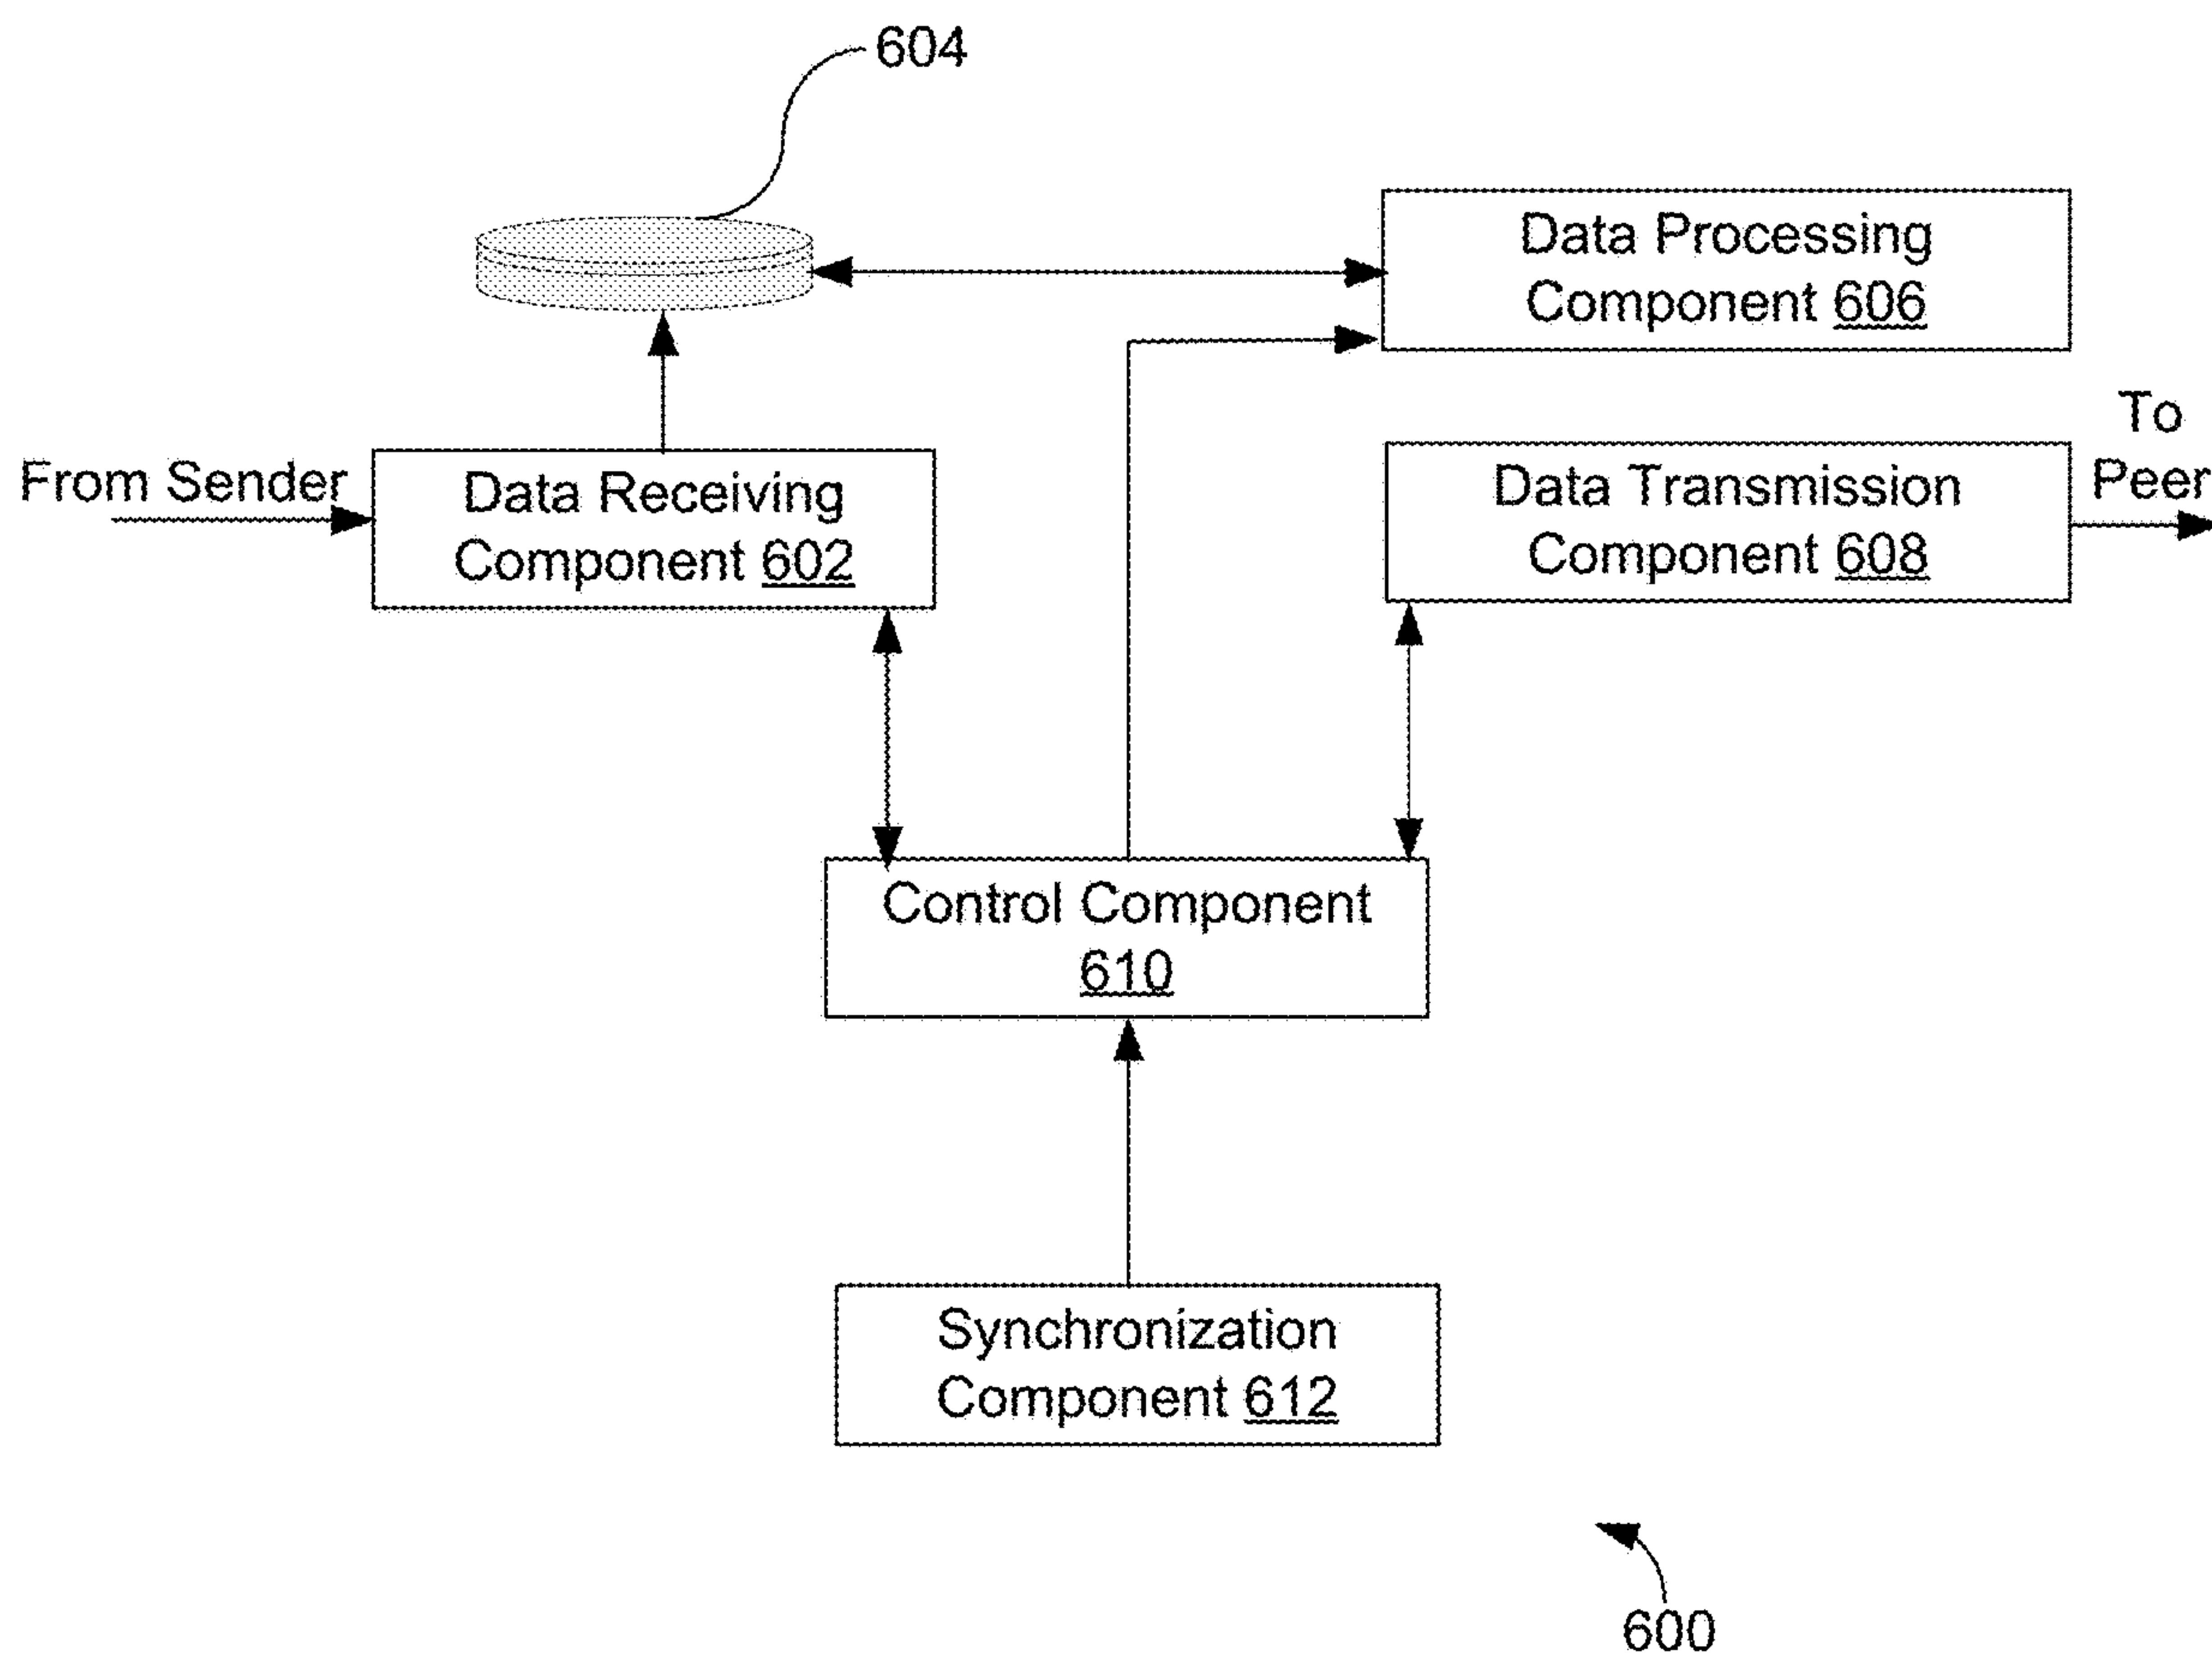 604
Data Processing
Component 606
To
Peer
From Sender
Data Receiving
Component 602
Data Transmission
Component 608
Control Component
610
Synchronization
Component 612
600